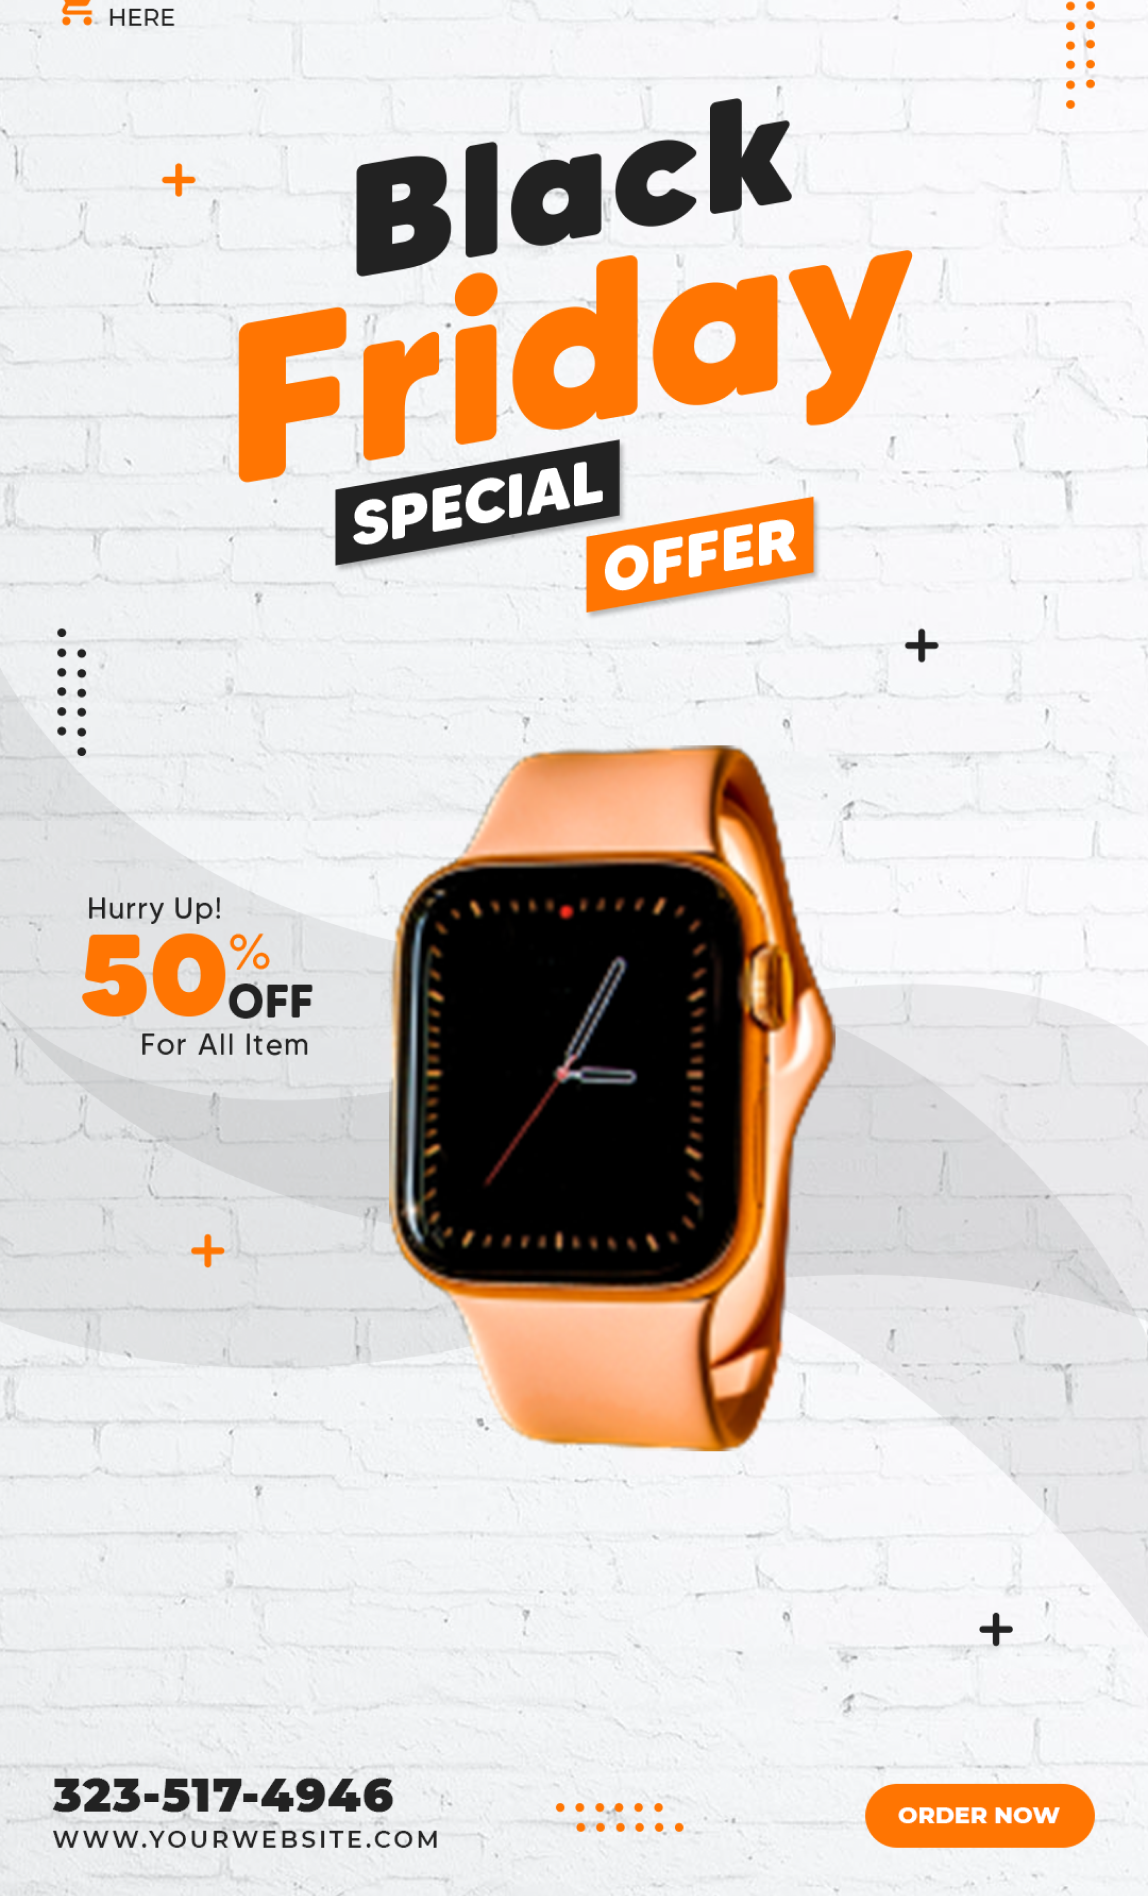 HERE
Black
Friday
SPECIAL
OFFER
Hurry Up!
50%
OFF
For All Item
323-517-4946
WWW.YOURWEBSITE.COM
ORDER NOW